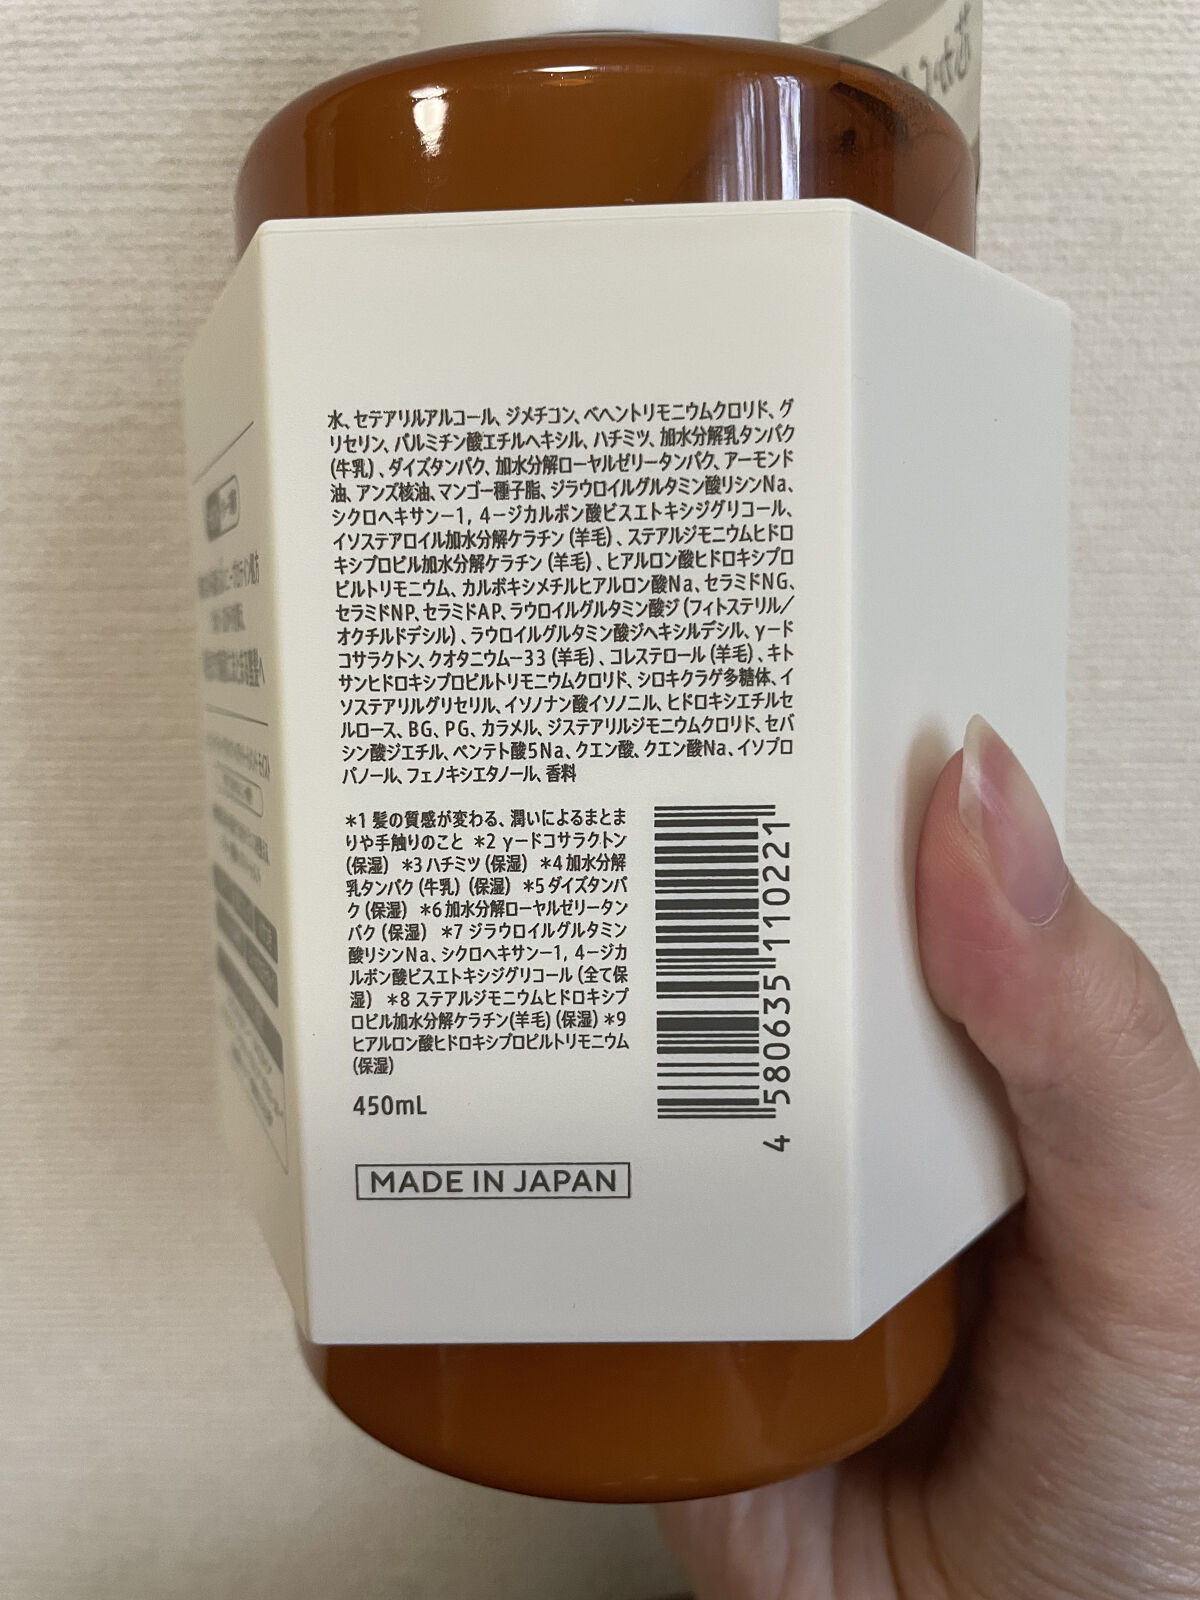 水、セテアリルアルコール、ジメチコン、ベヘントリモニウムクロリド、グ
リセリン、パルミチン酸エチルヘキシル、ハチミツ、加水分解乳タンパク
(牛乳)、ダイズタンパク、加水分解ローヤルゼリータンパク、アーモンド
油、アンズ核油、マンゴー種子脂、ジラウロイルグルタミン酸リシンNa、
シクロヘキサン-1, 4-ジカルボン酸ビスエトキシジグリコール、
イソステアロイル加水分解ケラチン(羊毛)、ステアルジモニウムヒドロ
キシプロピル加水分解ケラチン(羊毛)、ヒアルロン酸ヒドロキシプロ
ピルトリモニウム、カルボキシメチルヒアルロン酸Na、セラミドNG、
セラミドNP、セラミドAP、ラウロイルグルタミン酸ジ(フィトステリル/
オクチルドデシル)、ラウロイルグルタミン酸ジヘキシルデシル、γ-ド
コサラクトン、クオタニウム-33(羊毛)、コレステロール(羊毛)、キト
サンヒドロキシプロピルトリモニウムクロリド、シロキクラゲ多糖体、イ
ソステアリルグリセリル、イソノナン酸イソノニル、ヒドロキシエチルセ
ルロース、BG、PG、カラメル、ジステアリルジモニウムクロリド、セバ
シン酸ジエチル、ペンテト酸5Na、クエン酸、クエン酸Na、イソプロ
パノール、フェノキシエタノール、香料
*1 髪の質感が変わる、潤いによるまとま
りや手触りのこと *2 γ-ドコサラクトン
(保湿) *3 ハチミツ(保湿) *4 加水分解
乳タンパク(牛乳)(保湿) *5 ダイズタンパ
ク(保湿) *6 加水分解ローヤルゼリータン
パク(保湿) *7 ジラウロイルグルタミン
酸リシンNa、シクロヘキサン-1, 4-ジカ
ルボン酸ビスエトキシジグリコール(全て保
湿) *8 ステアルジモニウムヒドロキシプ
ロピル加水分解ケラチン(羊毛)(保湿) *9
ヒアルロン酸ヒドロキシプロピルトリモニウム
(保湿)
450mL
4 580635 110221
MADE IN JAPAN